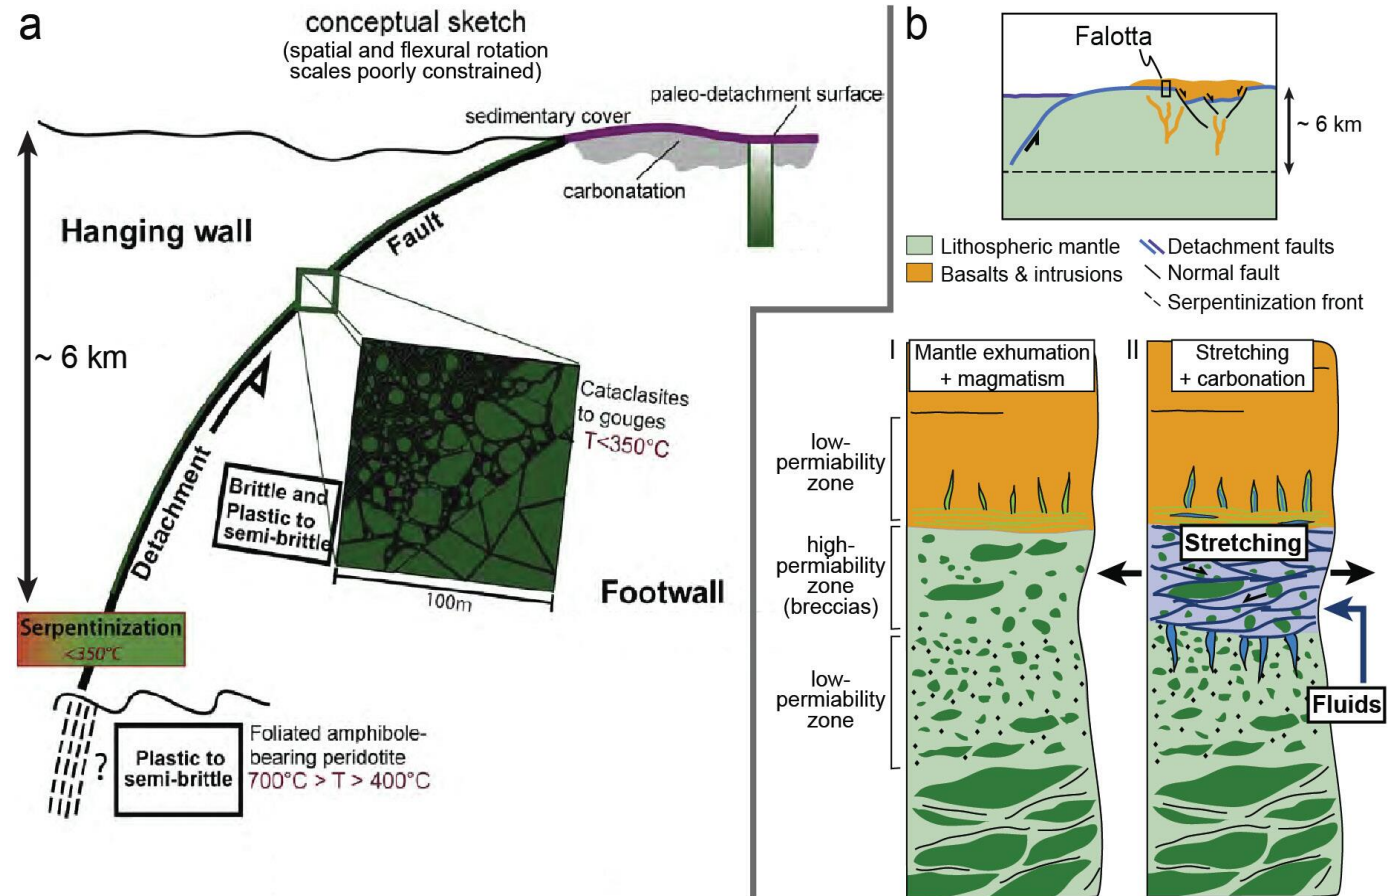 a
conceptual sketch
(spatial and flexural rotation
scales poorly constrained)
paleo-detachment surface
sedimentary cover
carbonatation
Hanging wall
Fault
~ 6 km
Cataclasites
to gouges
T<350°C
Brittle and
Plastic to
semi-brittle
Detachment
100m
Footwall
Serpentinization
<350°C
?
Plastic to
semi-brittle
Foliated amphibole-
bearing peridotite
700°C > T > 400°C
b
Falotta
~ 6 km
Lithospheric mantle
Basalts & intrusions
Detachment faults
Normal fault
Serpentinization front
I
Mantle exhumation
+ magmatism
II
Stretching
+ carbonation
low-
permiability
zone
high-
permiability
zone
(breccias)
low-
permiability
zone
Stretching
Fluids